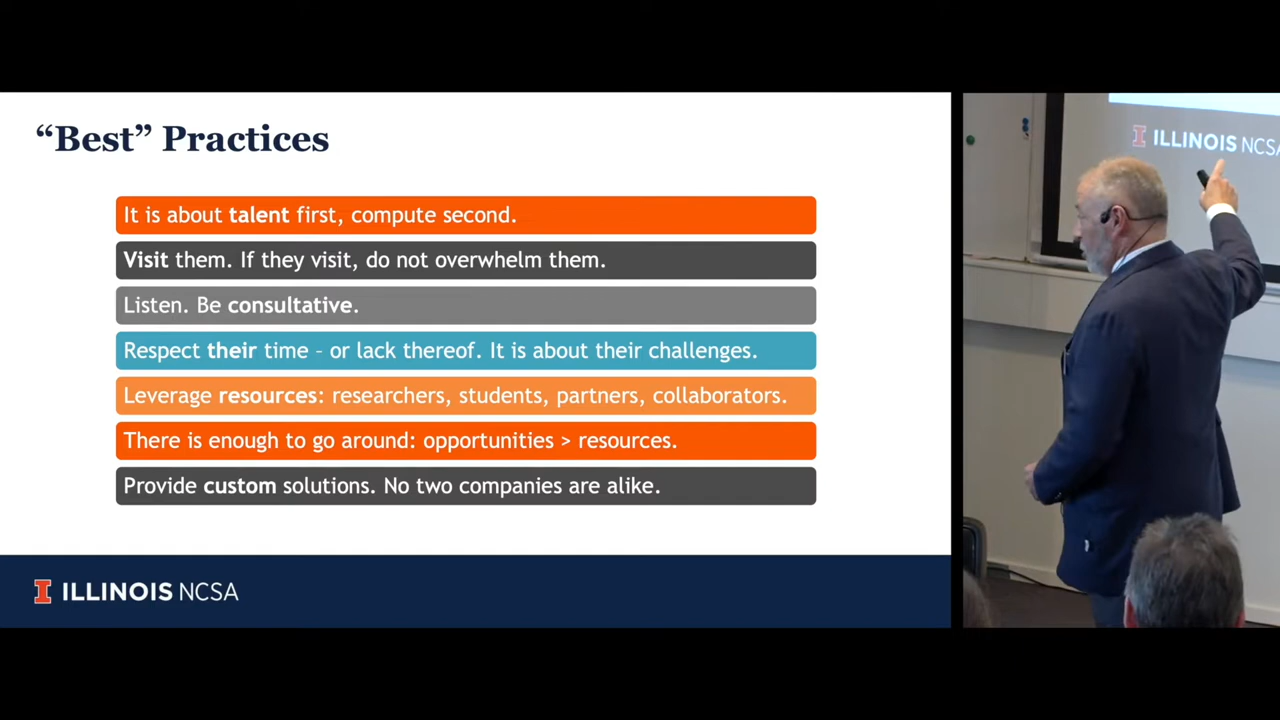 “Best” Practices
It is about talent first, compute second.
Visit them. If they visit, do not overwhelm them.
Listen. Be consultative.
Respect their time – or lack thereof. It is about their challenges.
Leverage resources: researchers, students, partners, collaborators.
There is enough to go around: opportunities > resources.
Provide custom solutions. No two companies are alike.
I ILLINOIS NCSA
I ILLINOIS NCSA